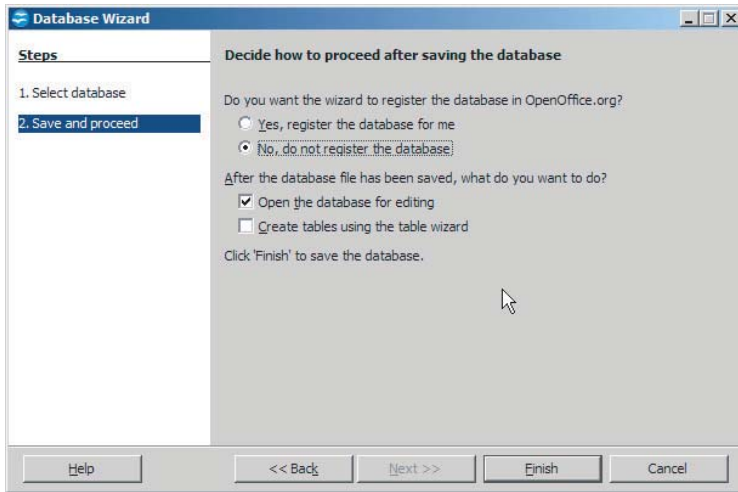 Database Wizard
Steps
1. Select database
2. Save and proceed
Decide how to proceed after saving the database
Do you want the wizard to register the database in OpenOffice.org?
Yes, register the database for me
No, do not register the database
After the database file has been saved, what do you want to do?
Open the database for editing
Create tables using the table wizard
Click 'Finish' to save the database.
Help
<< Back
Next >>
Finish
Cancel